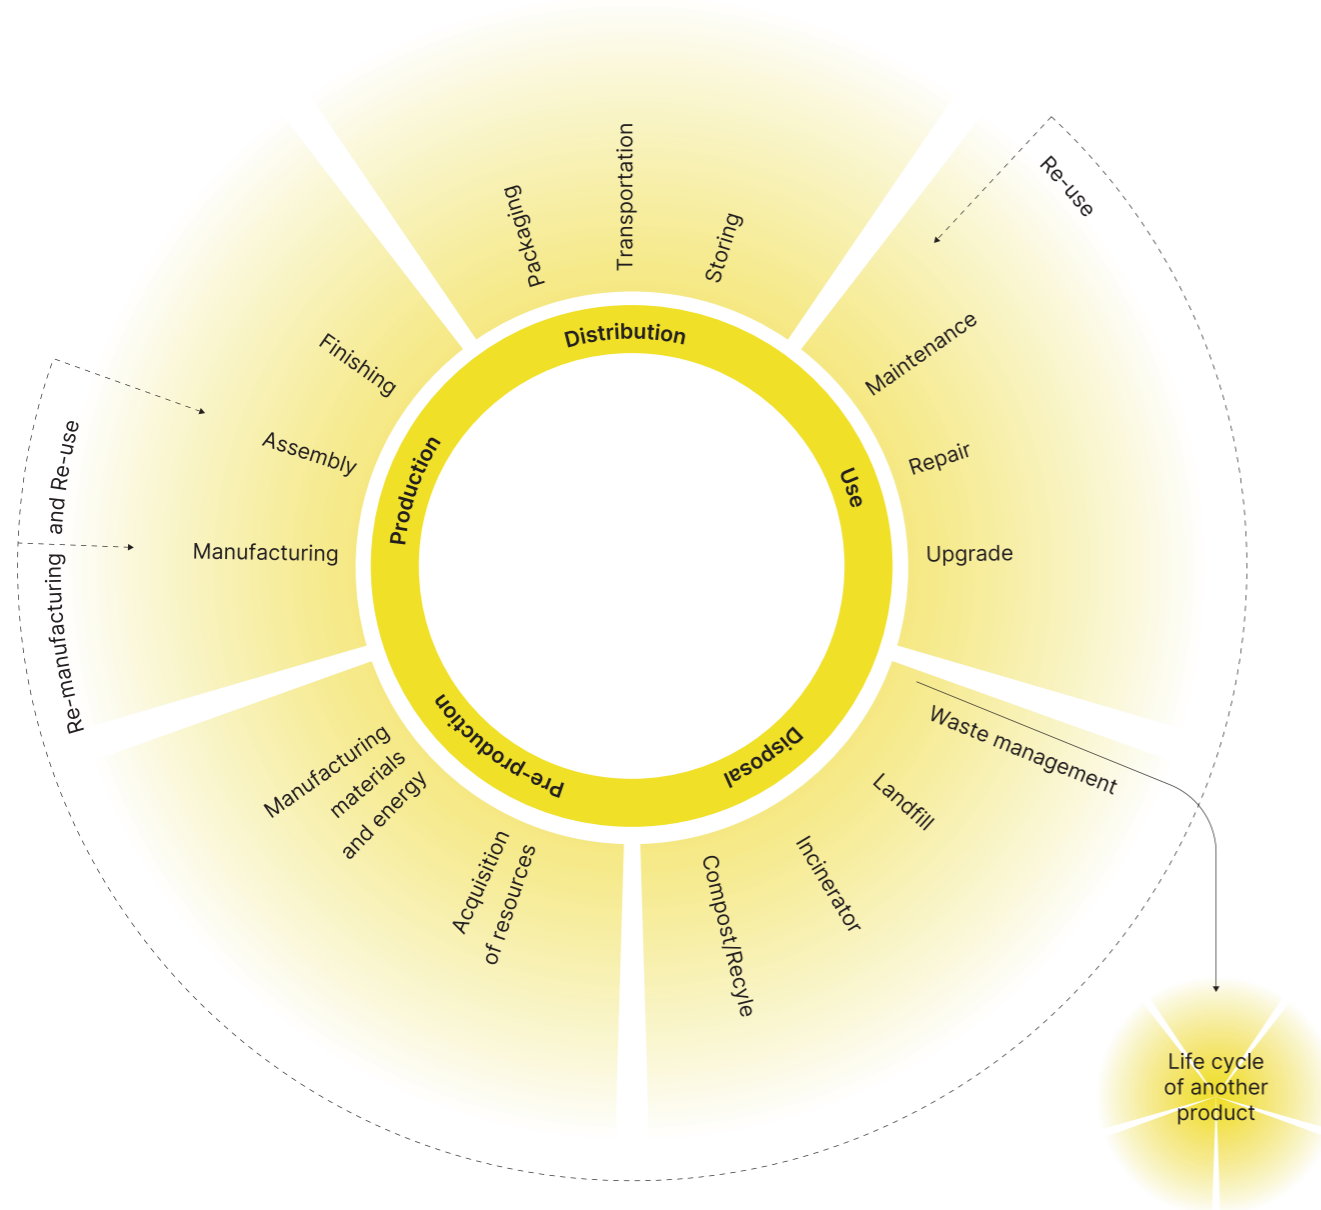 Distribution
Packaging
Transportation
Storing
Use
Maintenance
Repair
Upgrade
Re-use
Disposal
Waste management
Landfill
Incinerator
Compost/Recyle
Life cycle
of another
product
Pre-production
Acquisition
of resources
Manufacturing
materials
and energy
Production
Manufacturing
Assembly
Finishing
Re-manufacturing and Re-use